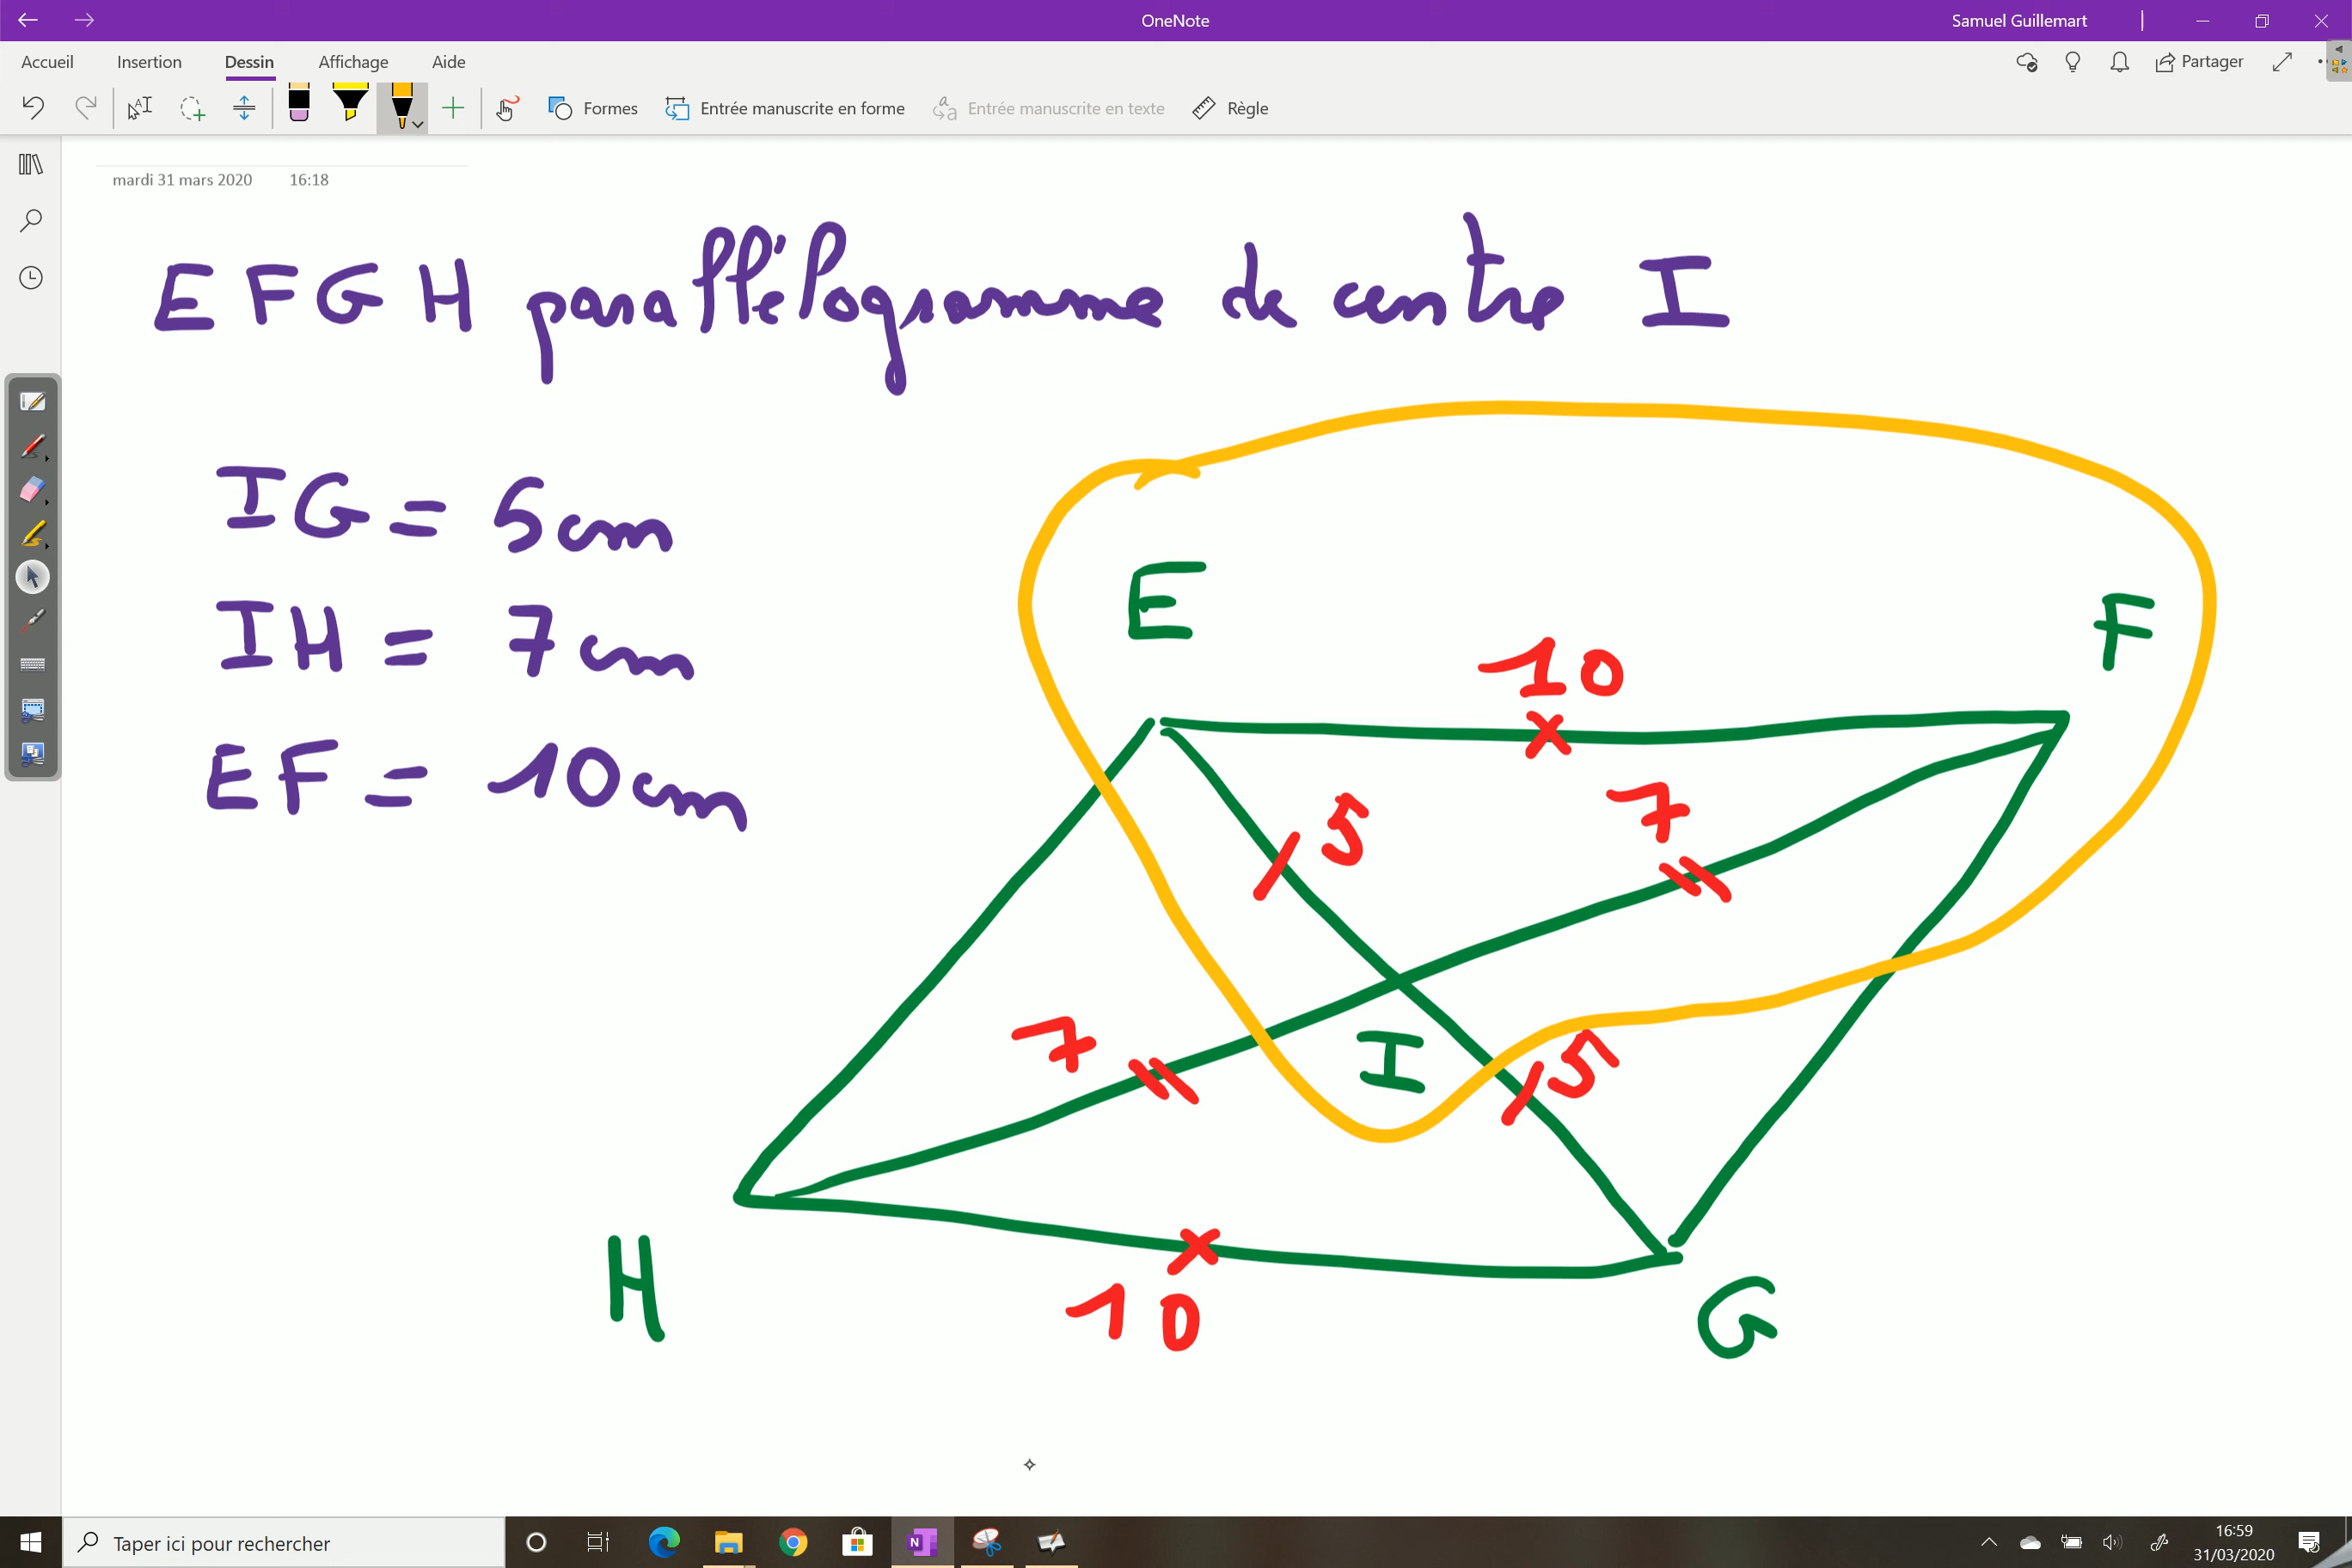 OneNote
Samuel Guillemart
Accueil Insertion Dessin Affichage Aide
Partager
Formes Entrée manuscrite en forme Entrée manuscrite en texte Règle
mardi 31 mars 2020 16:18
EFGH parallélogramme de centre I
IG = 5cm
IH = 7cm
EF = 10cm
E
F
10
7
5
7
I
5
H
10
G
Taper ici pour rechercher
16:59
31/03/2020